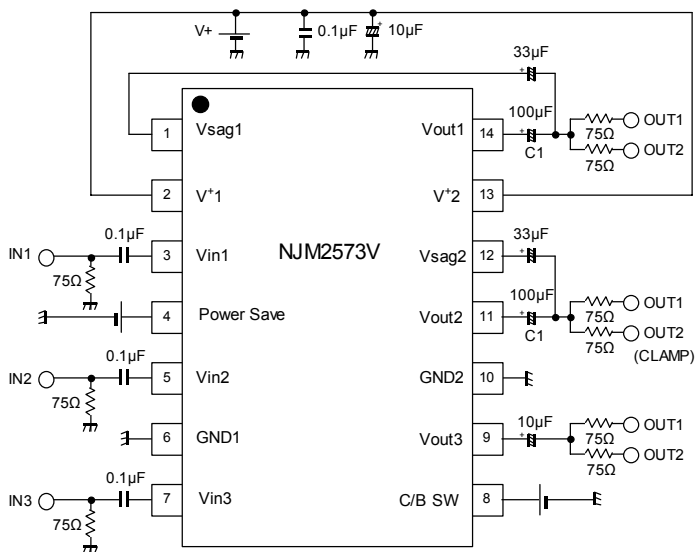 V+
0.1µF
10µF
33µF
100µF
C1
75Ω
OUT1
75Ω
OUT2
1
Vsag1
Vout1
14
2
V+1
V+2
13
IN1
75Ω
0.1µF
3
Vin1
NJM2573V
Vsag2
12
33µF
4
Power Save
Vout2
11
100µF
C1
75Ω
OUT1
75Ω
OUT2
(CLAMP)
IN2
75Ω
0.1µF
5
Vin2
GND2
10
6
GND1
Vout3
9
10µF
75Ω
OUT1
75Ω
OUT2
IN3
75Ω
0.1µF
7
Vin3
C/B SW
8